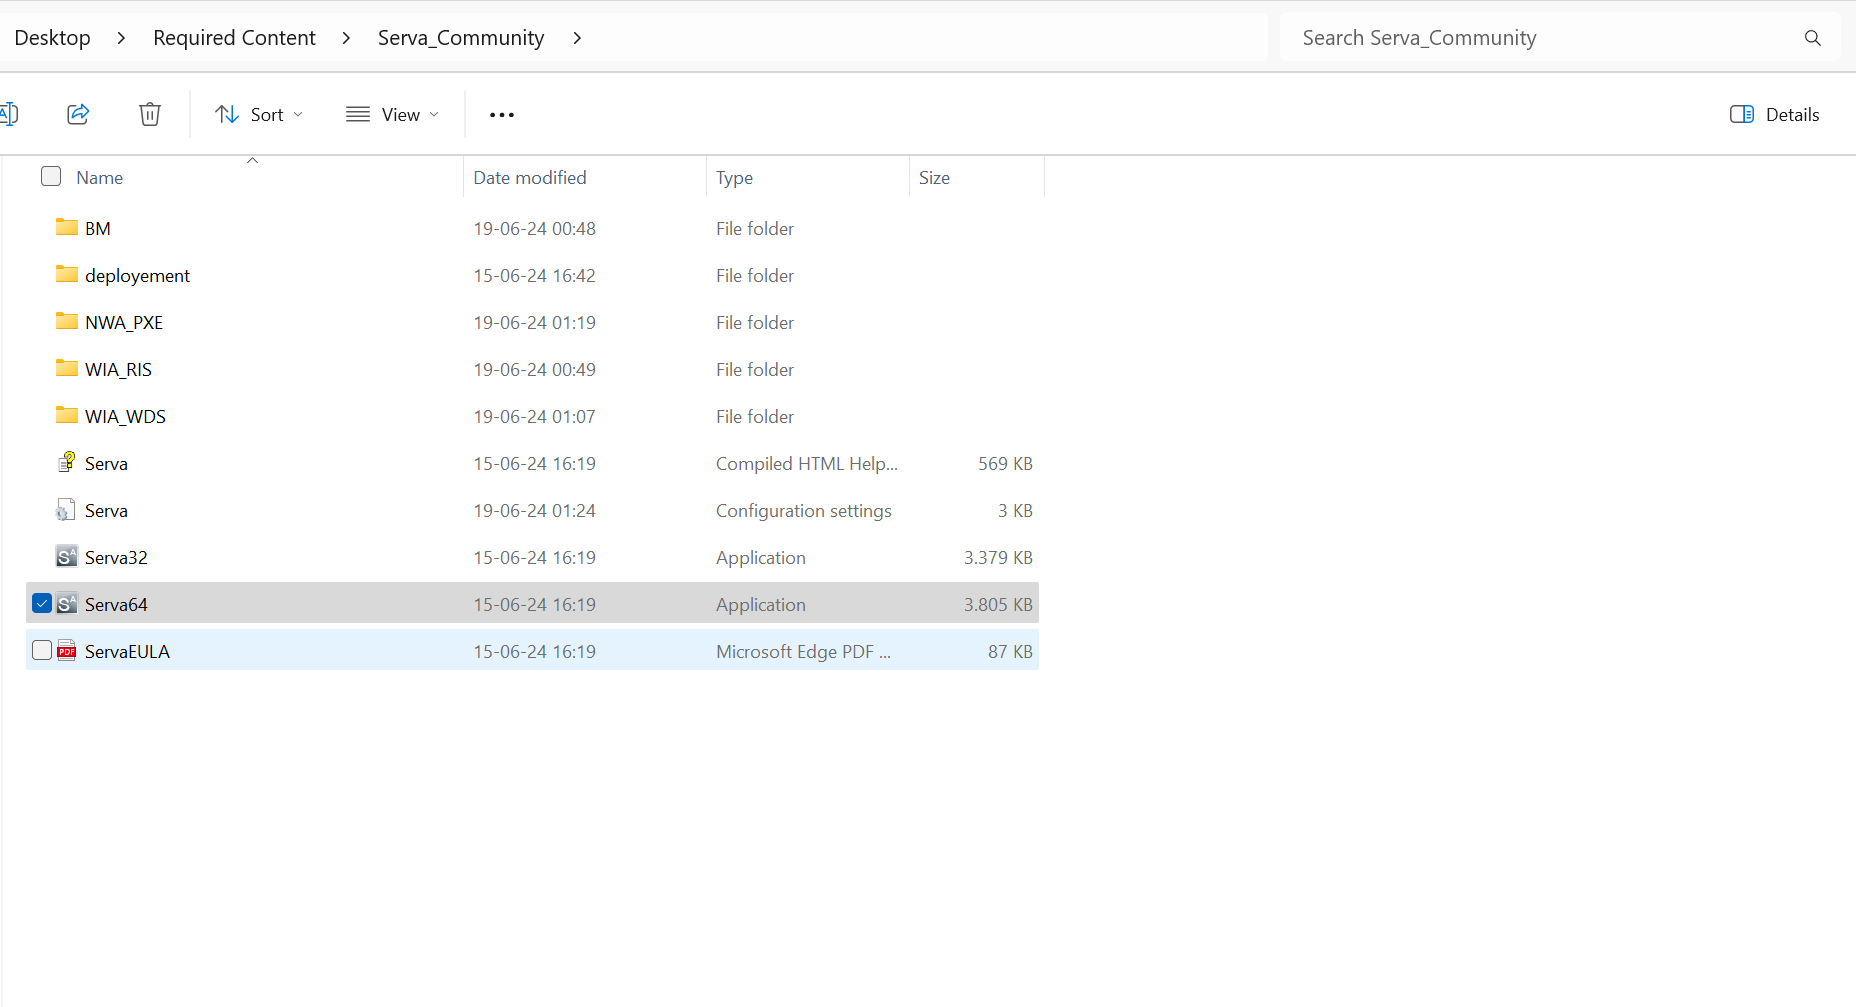 Desktop > Required Content > Serva_Community >
Search Serva_Community
Sort View ... Details
Name Date modified Type Size
BM 19-06-24 00:48 File folder
deployement 15-06-24 16:42 File folder
NWA_PXE 19-06-24 01:19 File folder
WIA_RIS 19-06-24 00:49 File folder
WIA_WDS 19-06-24 01:07 File folder
Serva 15-06-24 16:19 Compiled HTML Help... 569 KB
Serva 19-06-24 01:24 Configuration settings 3 KB
Serva32 15-06-24 16:19 Application 3.379 KB
Serva64 15-06-24 16:19 Application 3.805 KB
ServaEULA 15-06-24 16:19 Microsoft Edge PDF ... 87 KB